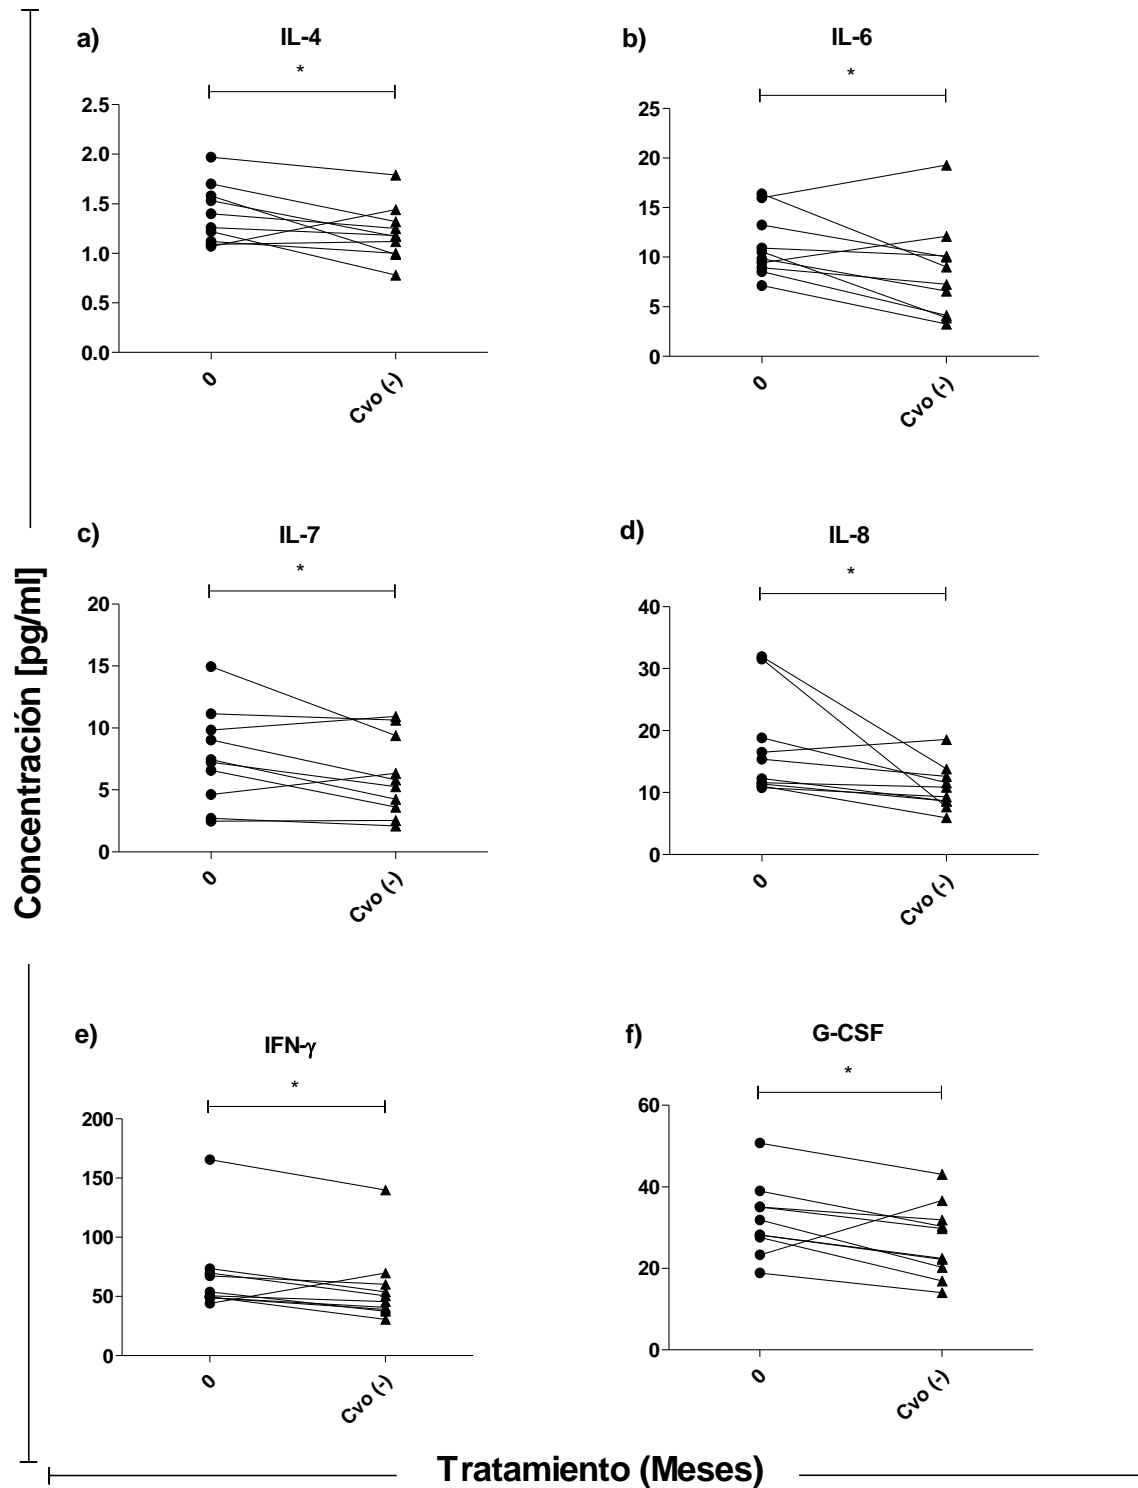 a)
IL-4
*
2.5
2.0
1.5
1.0
0.5
0.0
0
Cvo (-)
b)
IL-6
*
25
20
15
10
5
0
0
Cvo (-)
Concentración [pg/ml]
c)
IL-7
*
20
15
10
5
0
0
Cvo (-)
d)
IL-8
*
40
30
20
10
0
0
Cvo (-)
e)
IFN-γ
*
200
150
100
50
0
0
Cvo (-)
f)
G-CSF
*
60
40
20
0
0
Cvo (-)
Tratamiento (Meses)